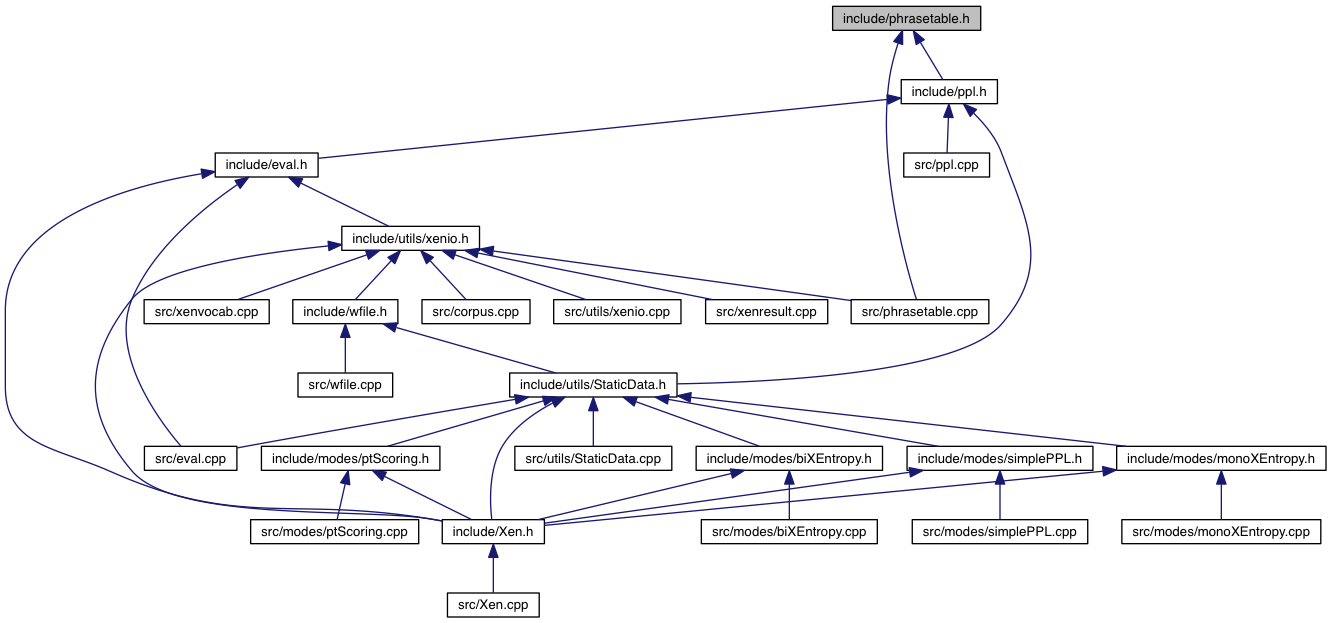 include/phrasetable.h
include/ppl.h
include/eval.h
src/ppl.cpp
include/utils/xenio.h
src/xenvocab.cpp
include/wfile.h
src/corpus.cpp
src/utils/xenio.cpp
src/xenresult.cpp
src/phrasetable.cpp
src/wfile.cpp
include/utils/StaticData.h
src/eval.cpp
include/modes/ptScoring.h
src/utils/StaticData.cpp
include/modes/biXEntropy.h
include/modes/simplePPL.h
include/modes/monoXEntropy.h
src/modes/ptScoring.cpp
include/Xen.h
src/modes/biXEntropy.cpp
src/modes/simplePPL.cpp
src/modes/monoXEntropy.cpp
src/Xen.cpp